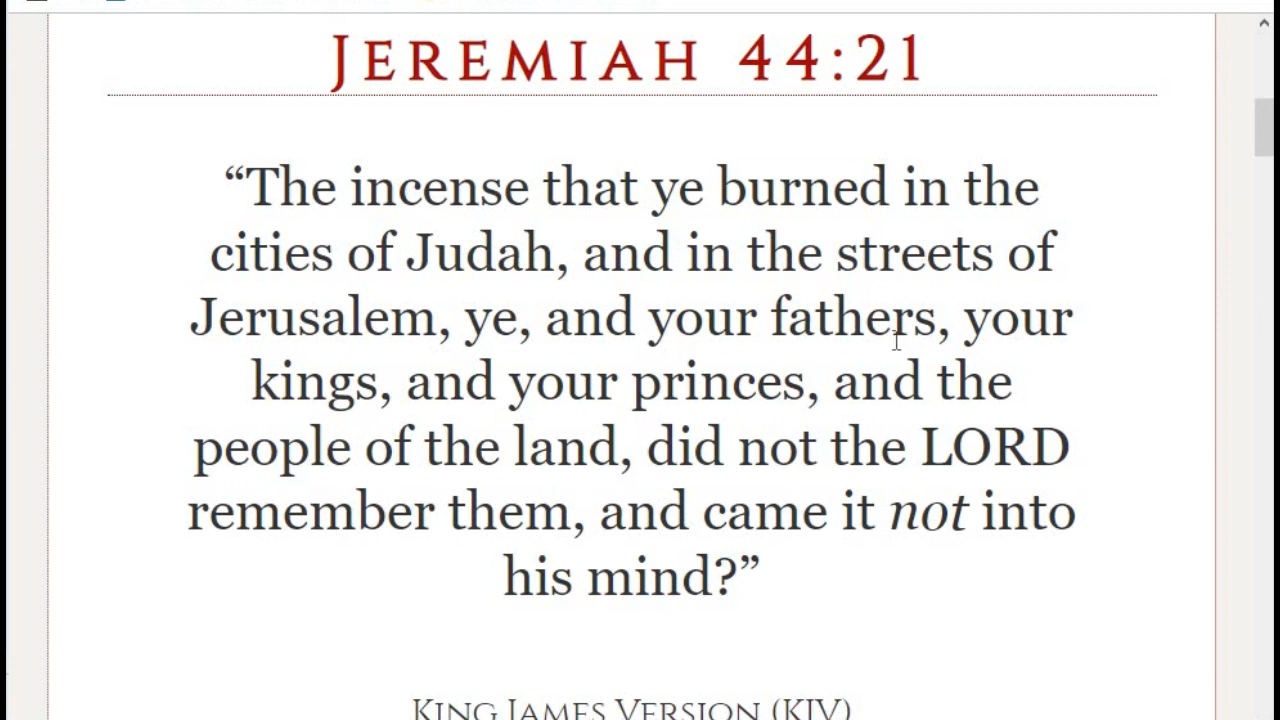 JEREMIAH 44:21
“The incense that ye burned in the
cities of Judah, and in the streets of
Jerusalem, ye, and your fathers, your
kings, and your princes, and the
people of the land, did not the LORD
remember them, and came it not into
his mind?”
KING JAMES VERSION (KJV)